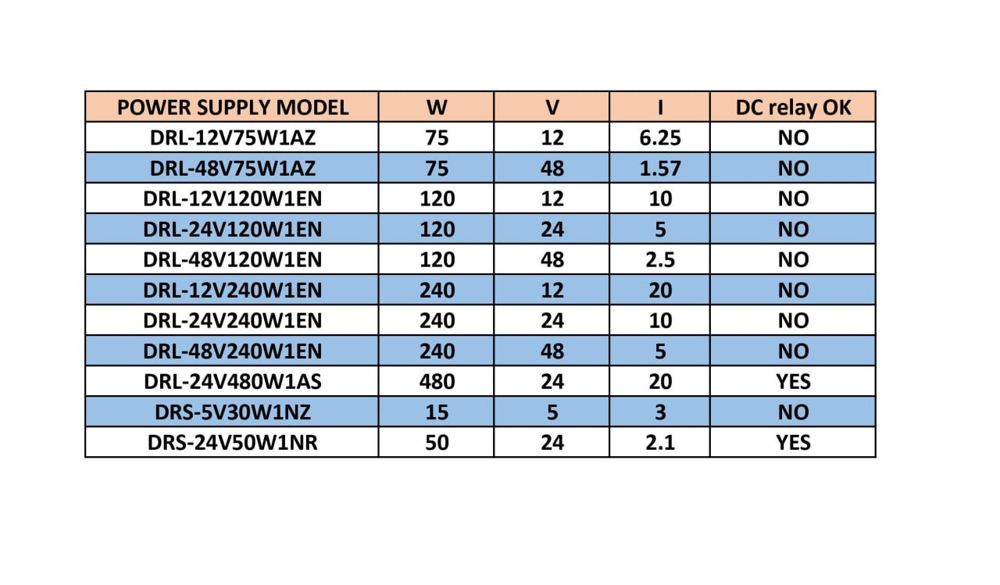 POWER SUPPLY MODEL W V I DC relay OK
DRL-12V75W1AZ 75 12 6.25 NO
DRL-48V75W1AZ 75 48 1.57 NO
DRL-12V120W1EN 120 12 10 NO
DRL-24V120W1EN 120 24 5 NO
DRL-48V120W1EN 120 48 2.5 NO
DRL-12V240W1EN 240 12 20 NO
DRL-24V240W1EN 240 24 10 NO
DRL-48V240W1EN 240 48 5 NO
DRL-24V480W1AS 480 24 20 YES
DRS-5V30W1NZ 15 5 3 NO
DRS-24V50W1NR 50 24 2.1 YES